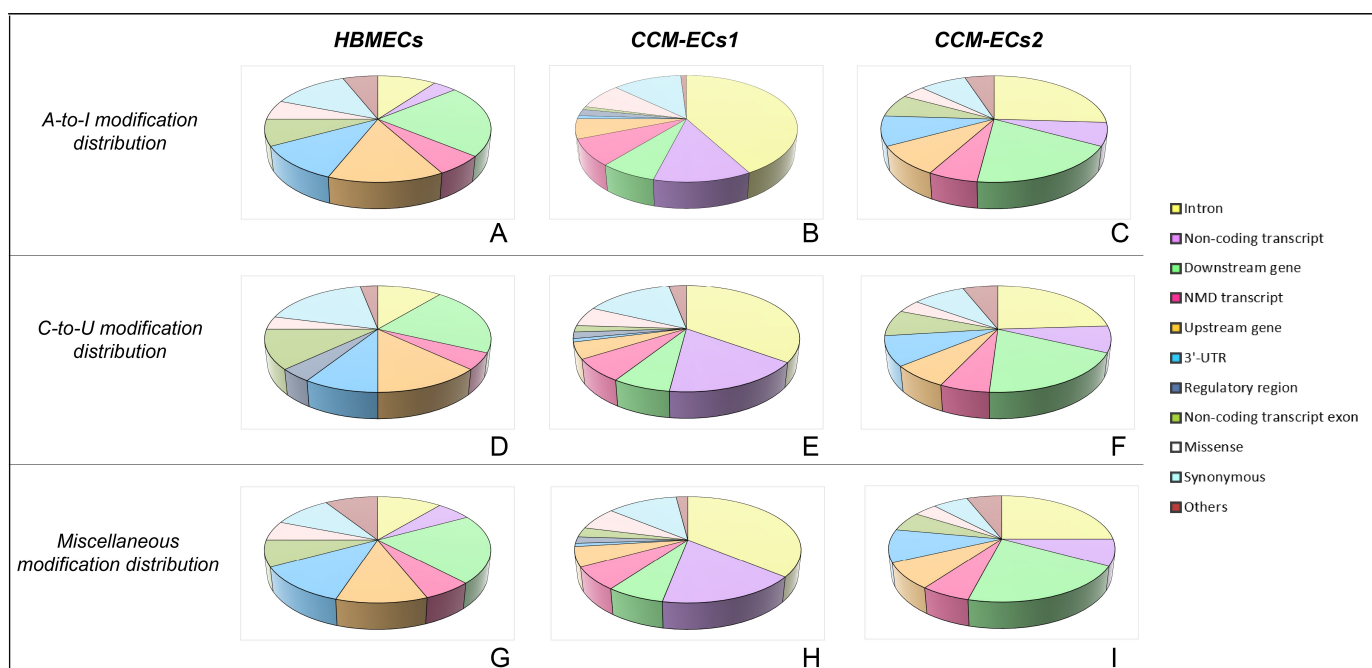 HBMECs
CCM-ECs1
CCM-ECs2
A-to-I modification
distribution
A
B
C
C-to-U modification
distribution
D
E
F
Miscellaneous
modification distribution
G
H
I
Intron
Non-coding transcript
Downstream gene
NMD transcript
Upstream gene
3'-UTR
Regulatory region
Non-coding transcript exon
Missense
Synonymous
Others